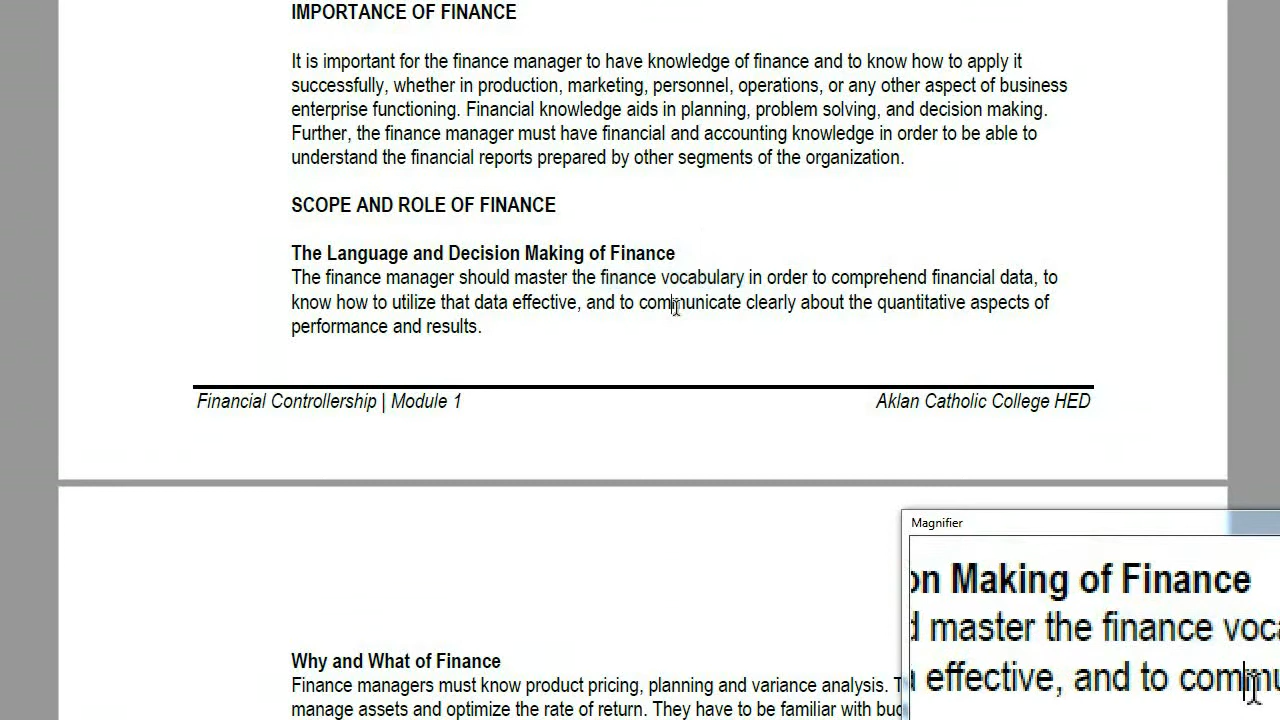 IMPORTANCE OF FINANCE
It is important for the finance manager to have knowledge of finance and to know how to apply it
successfully, whether in production, marketing, personnel, operations, or any other aspect of business
enterprise functioning. Financial knowledge aids in planning, problem solving, and decision making.
Further, the finance manager must have financial and accounting knowledge in order to be able to
understand the financial reports prepared by other segments of the organization.
SCOPE AND ROLE OF FINANCE
The Language and Decision Making of Finance
The finance manager should master the finance vocabulary in order to comprehend financial data, to
know how to utilize that data effective, and to communicate clearly about the quantitative aspects of
performance and results.
Financial Controllership | Module 1 Aklan Catholic College HED
Why and What of Finance
Finance managers must know product pricing, planning and variance analysis.
manage assets and optimize the rate of return. They have to be familiar with
Magnifier
on Making of Finance
master the finance
effective, and to